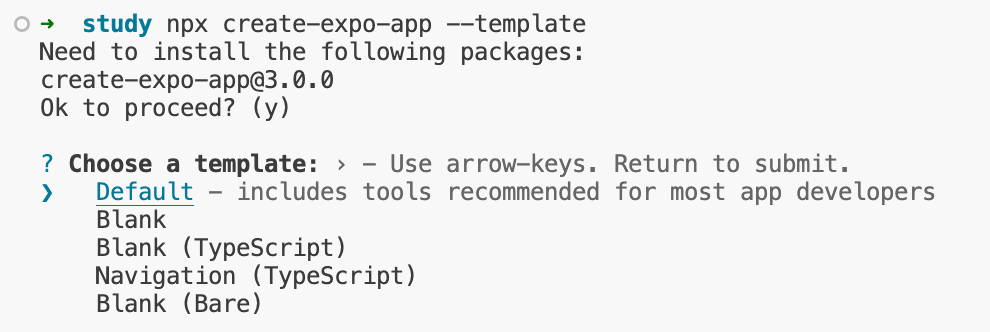 ➜ study npx create-expo-app --template
Need to install the following packages:
create-expo-app@3.0.0
Ok to proceed? (y)
? Choose a template: › - Use arrow-keys. Return to submit.
❯ Default - includes tools recommended for most app developers
Blank
Blank (TypeScript)
Navigation (TypeScript)
Blank (Bare)